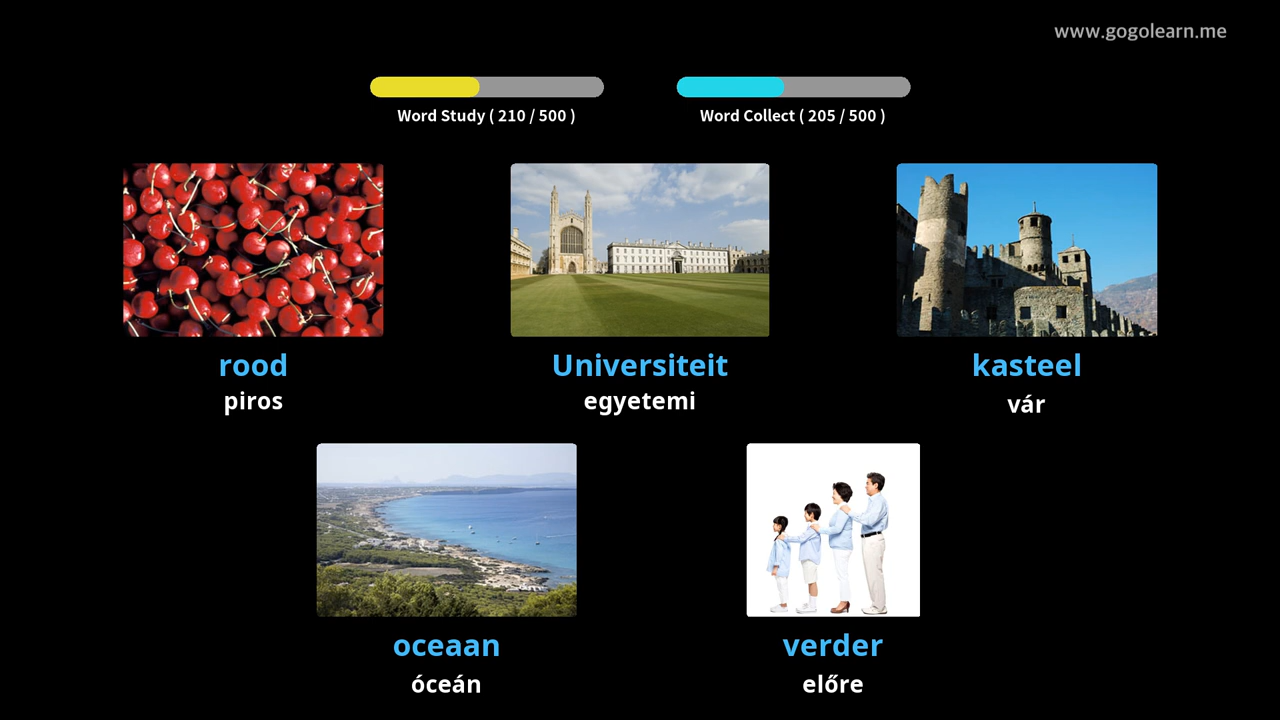 www.gogolearn.me
Word Study ( 210 / 500 )
Word Collect ( 205 / 500 )
rood
piros
Universiteit
egyetemi
kasteel
vár
oceaan
óceán
verder
előre